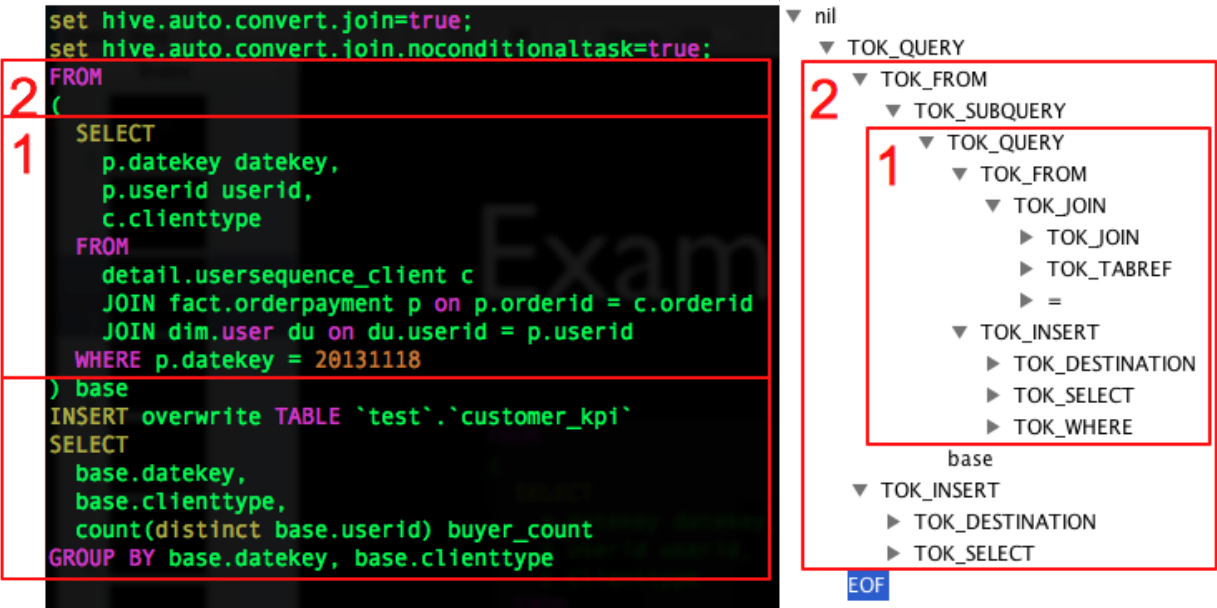 set hive.auto.convert.join=true;
set hive.auto.convert.join.noconditionaltask=true;
2
FROM
(
1
SELECT
p.datekey datekey,
p.userid userid,
c.clienttype
FROM
detail.usersequence_client c
JOIN fact.orderpayment p on p.orderid = c.orderid
JOIN dim.user du on du.userid = p.userid
WHERE p.datekey = 20131118
) base
INSERT overwrite TABLE `test`.`customer_kpi`
SELECT
base.datekey,
base.clienttype,
count(distinct base.userid) buyer_count
GROUP BY base.datekey, base.clienttype
Exam
nil
TOK_QUERY
2
TOK_FROM
TOK_SUBQUERY
1
TOK_QUERY
TOK_FROM
TOK_JOIN
TOK_JOIN
TOK_TABREF
=
TOK_INSERT
TOK_DESTINATION
TOK_SELECT
TOK_WHERE
base
TOK_INSERT
TOK_DESTINATION
TOK_SELECT
EOF